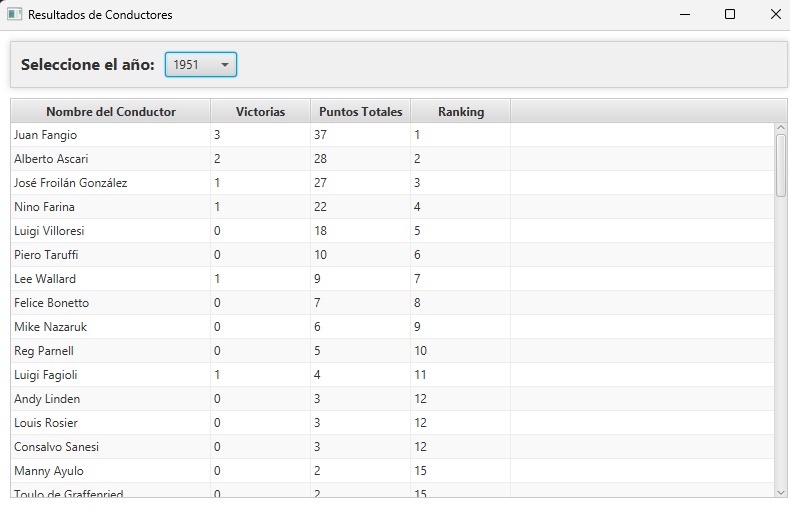 Resultados de Conductores
Seleccione el año: 1951
Nombre del Conductor Victorias Puntos Totales Ranking
Juan Fangio 3 37 1
Alberto Ascari 2 28 2
José Froilán González 1 27 3
Nino Farina 1 22 4
Luigi Villoresi 0 18 5
Piero Taruffi 0 10 6
Lee Wallard 1 9 7
Felice Bonetto 0 7 8
Mike Nazaruk 0 6 9
Reg Parnell 0 5 10
Luigi Fagioli 1 4 11
Andy Linden 0 3 12
Louis Rosier 0 3 12
Consalvo Sanesi 0 3 12
Manny Ayulo 0 2 15
Toulo de Graffenried 0 2 15